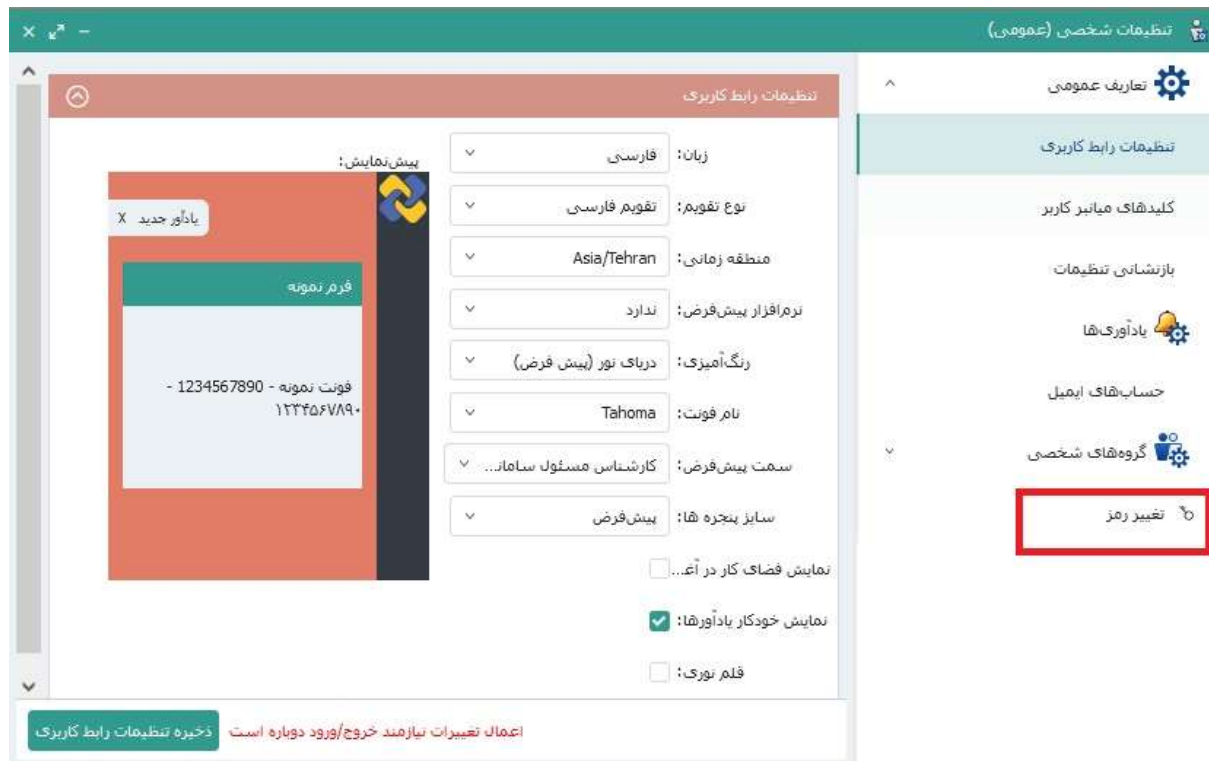 تنظیمات شخصی (عمومی)
تعاریف عمومی
تنظیمات رابط کاربری
کلیدهای میانبر کاربر
بازنشانی تنظیمات
یادآوری‌ها
حساب‌های ایمیل
گروه‌های شخصی
تغییر رمز
تنظیمات رابط کاربری
زبان: فارسی
نوع تقویم: تقویم فارسی
منطقه زمانی: Asia/Tehran
نرم‌افزار پیش‌فرض: ندارد
رنگ‌آمیزی: دریای نور (پیش فرض)
نام فونت: Tahoma
سمت پیش‌فرض: کارشناس مسئول سامانـ...
سایز پنجره ها: پیش‌فرض
نمایش فضای کار در آغـ...
نمایش خودکار یادآورها:
قلم نوری:
پیش‌نمایش:
یادآور جدید X
فرم نمونه
فونت نمونه - 1234567890 -
۱۲۳۴۵۶۷۸۹۰
اعمال تغییرات نیازمند خروج/ورود دوباره است
ذخیره تنظیمات رابط کاربری